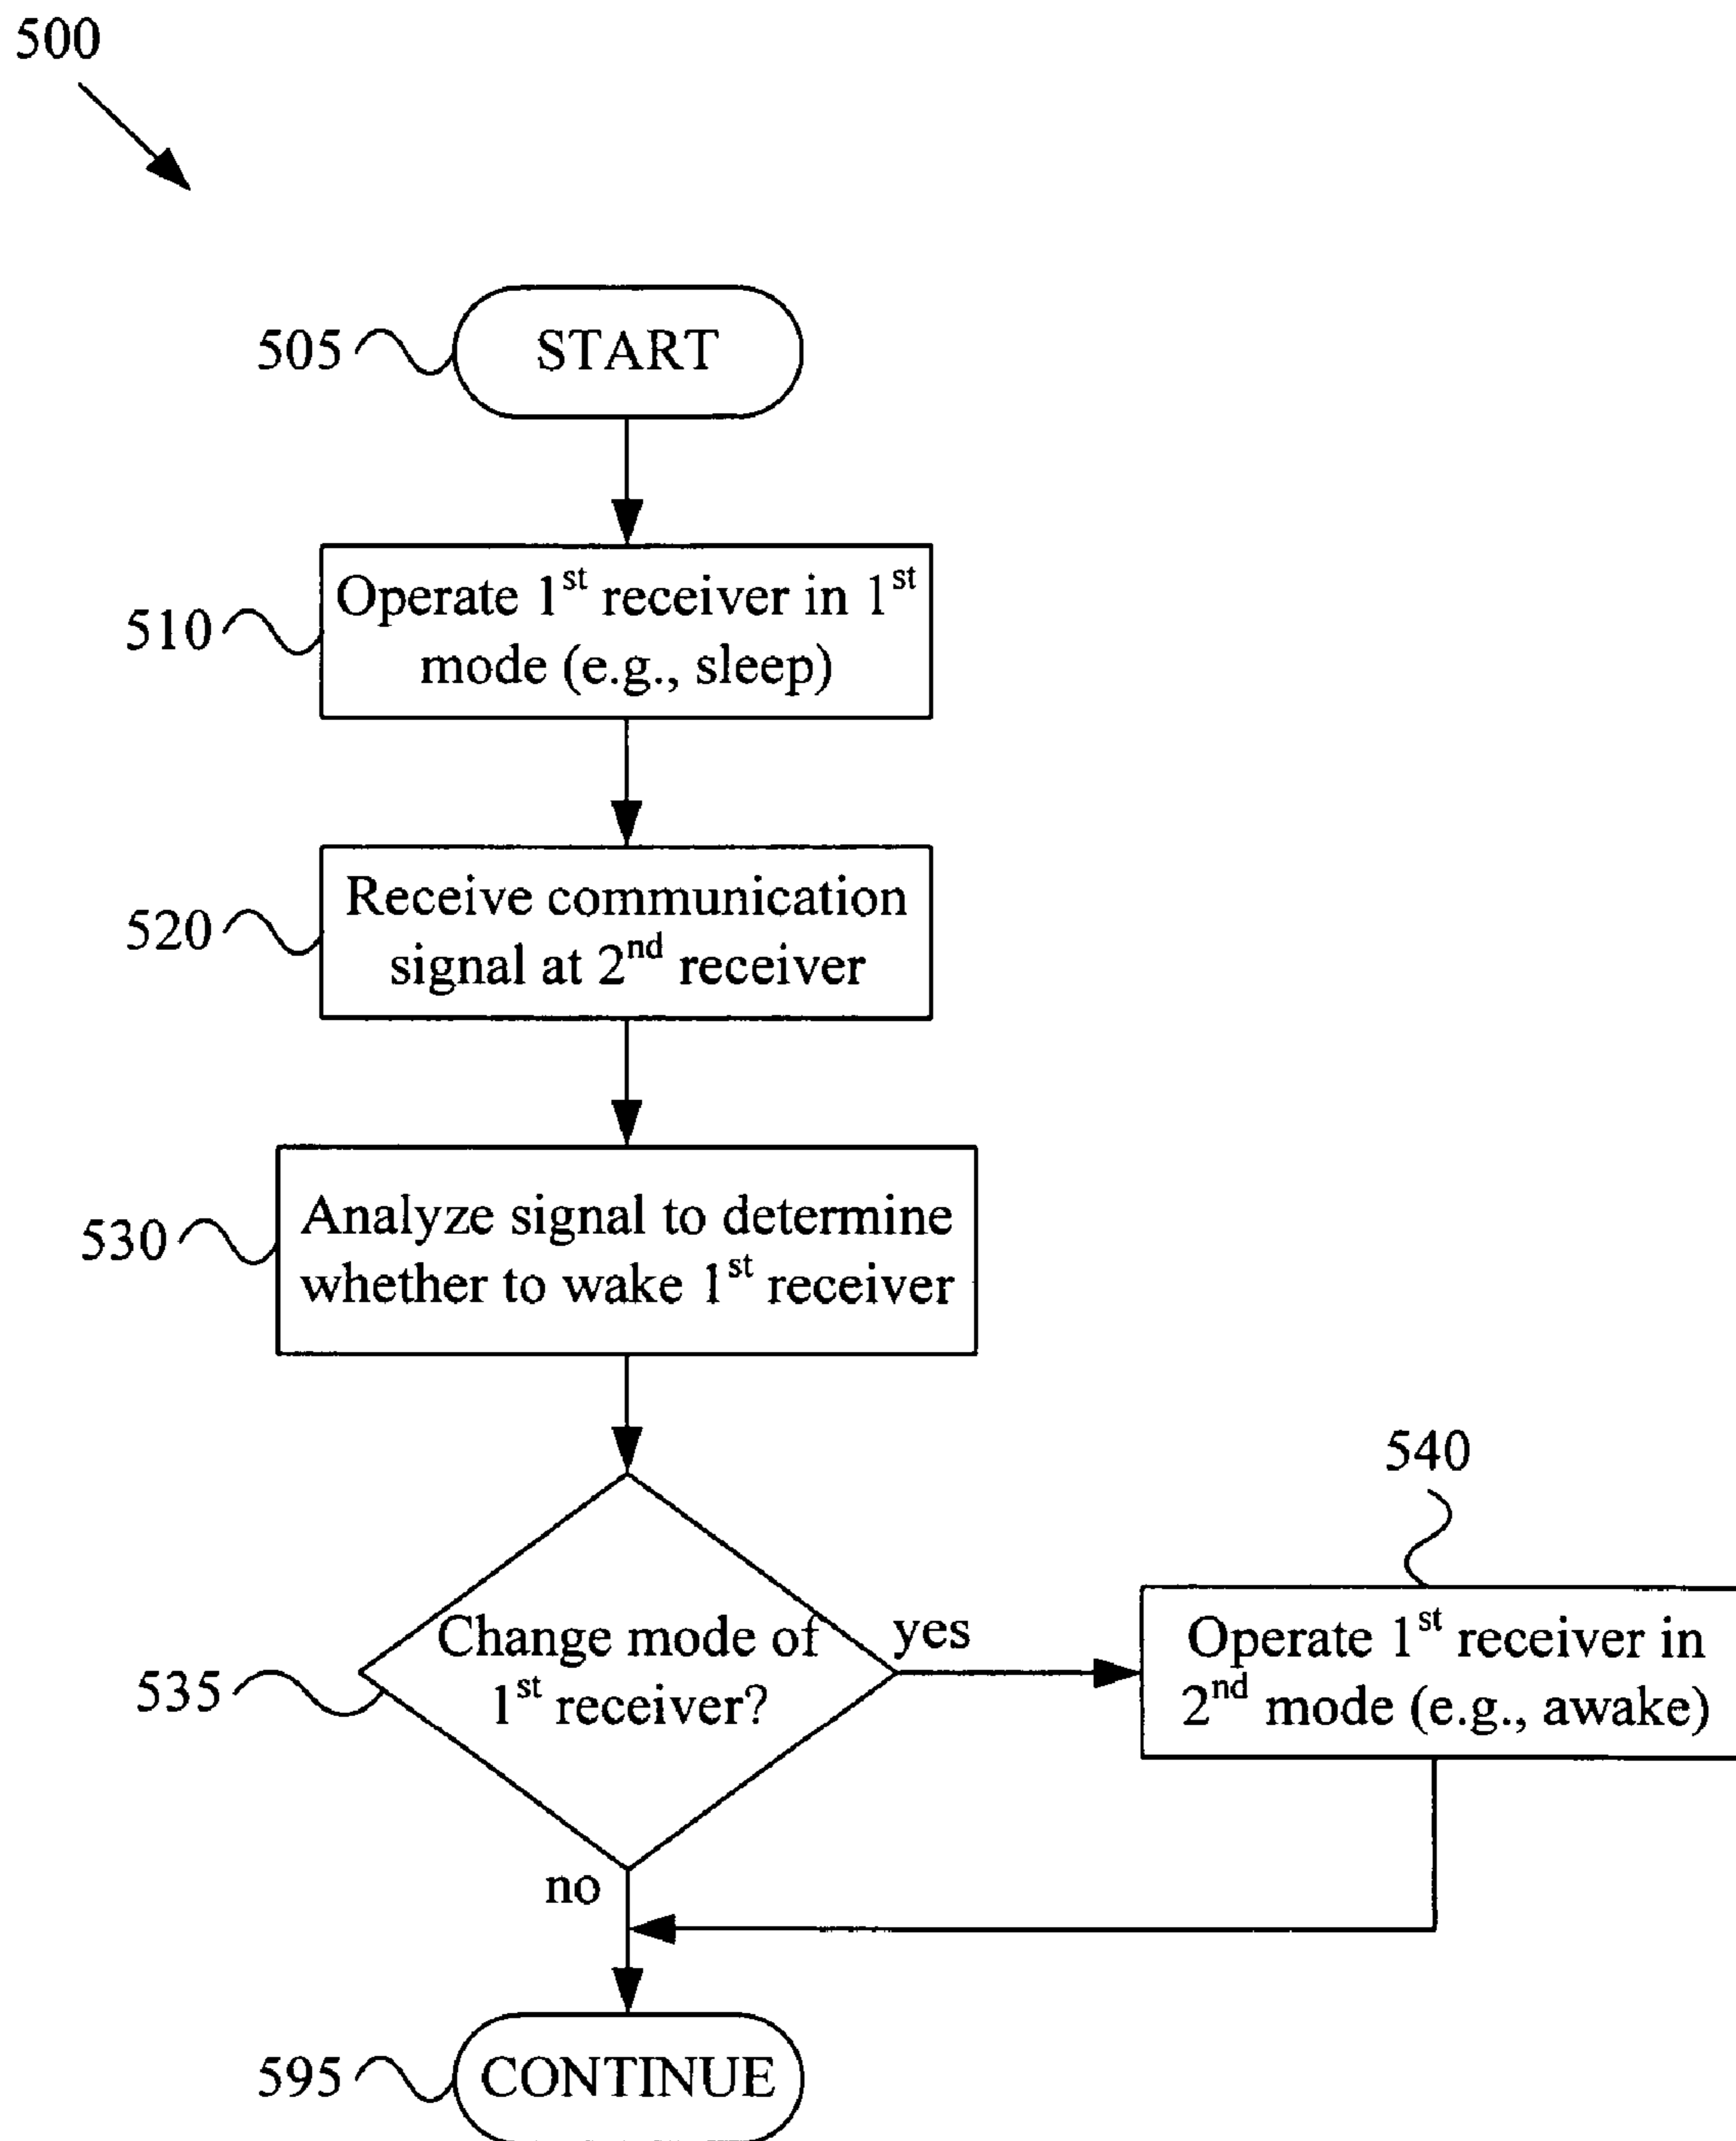 500
505
START
510
Operate 1st receiver in 1st
mode (e.g., sleep)
520
Receive communication
signal at 2nd receiver
530
Analyze signal to determine
whether to wake 1st receiver
540
535
Change mode of
1st receiver?
yes
Operate 1st receiver in
2nd mode (e.g., awake)
no
595
CONTINUE